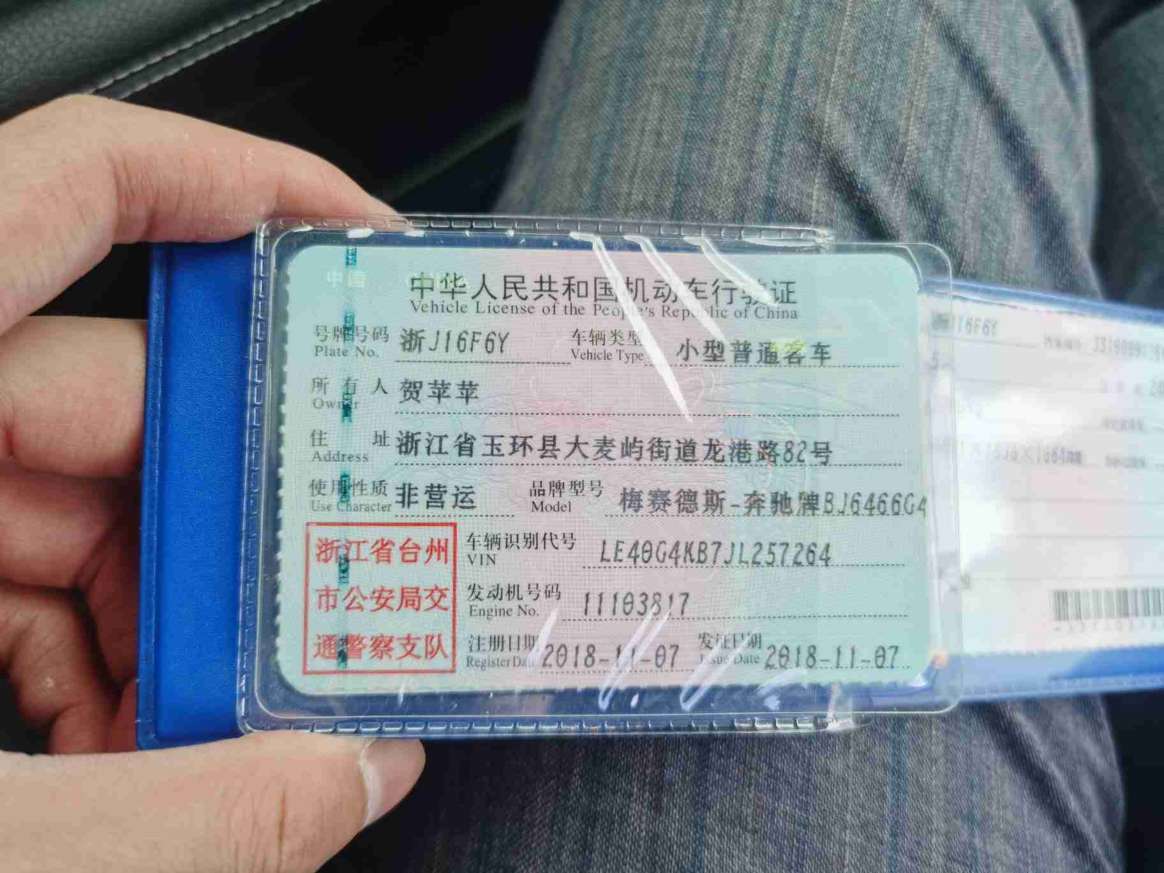 中国
中华人民共和国机动车行驶证
Vehicle License of the People's Republic of China
号牌号码 浙J16F6Y 车辆类型 小型普通客车
Plate No. Vehicle Type
所有人 贺苹苹
Owner
住址 浙江省玉环县大麦屿街道龙港路82号
Address
使用性质 非营运 品牌型号 梅赛德斯-奔驰牌BJ6466G4
Use Character Model
浙江省台州 车辆识别代号 LE40G4KB7JL257264
VIN
市公安局交 发动机号码 11103817
Engine No.
通警察支队 注册日期 2018-11-07 发证日期 2018-11-07
Register Date Issue Date
J16F6Y